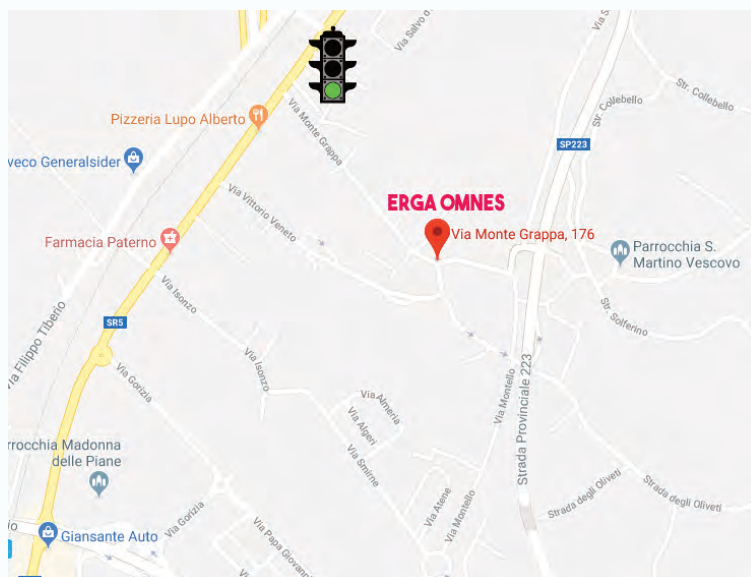 Via Salvo d'
Via S
Str. Collebello
Str. Collebello
Pizzeria Lupo Alberto
Via Monte Grappa
SP223
veco Generalsider
Via Vittorio Veneto
ERGA OMNES
Via Monte Grappa, 176
Farmacia Paterno
Parrocchia S.
Martino Vescovo
Via Isonzo
Via Filippo Tiberio
SR5
Str. Solferino
Via Isonzo
Via Gorizia
Via Montello
Strada Provinciale 223
Via Almeria
Via Algeri
rrocchia Madonna
delle Piane
Via Smirne
Strada degli Oliveti
Strada degli Oliveti
Via Atene
Via Montello
Via Gorizia
Giansante Auto
Via Papa Giovanni